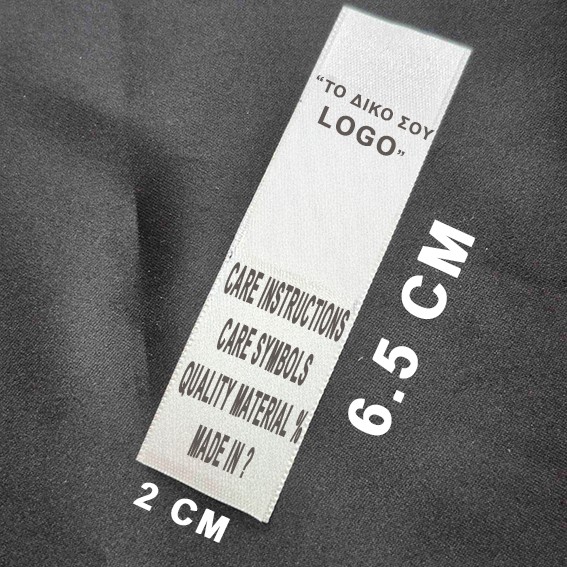 “ΤΟ ΔΙΚΟ ΣΟΥ
LOGO”
CARE INSTRUCTIONS
CARE SYMBOLS
QUALITY MATERIAL %
MADE IN ?
6.5 CM
2 CM